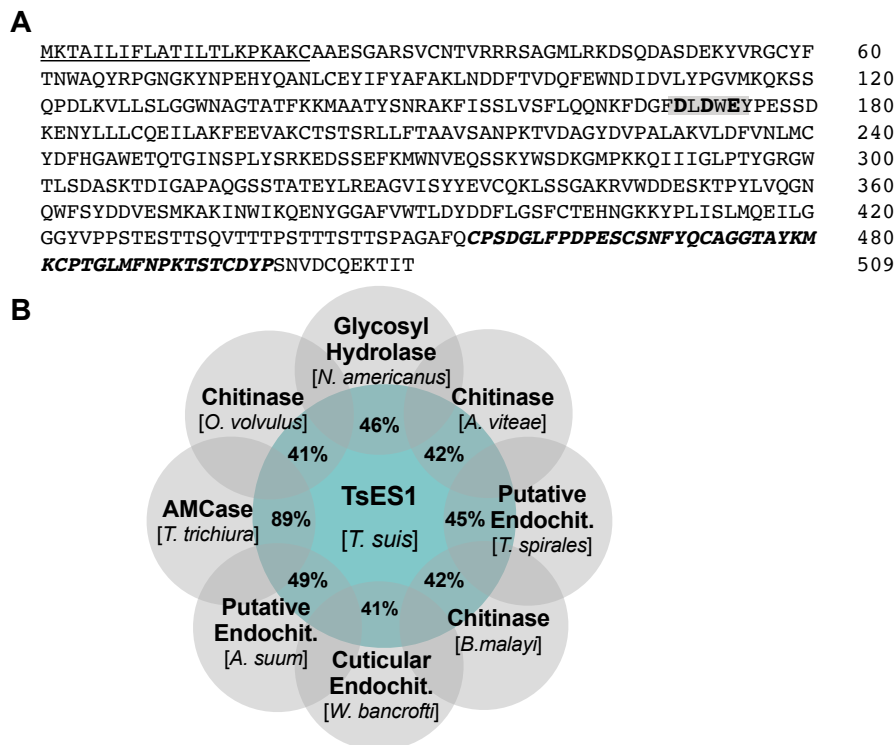 A
MKTAILIFLATILTLKPKAKCAAESGARSVCNTVRRRSAGMLRKDSQDASDEKYVRGCYF 60
TNWAQYRPGNGKYNPEHYQANLCEYIFYAFAKLNDDFTVDQFEWNDIDVLYPGVMKQKSS 120
QPDLKVLLSLGGWNAGTATFKKMAATYSNRAKFISSLVSFLQQNKFDGFDLDWEYPESSD 180
KENYLLLCQEILAKFEEVAKCTSTSRLLFTAAVSANPKTVDAGYDVPALAKVLDFVNLMC 240
YDFHGAWETQTGINSPLYSRKEDSSEFKMWNVEQSSKYWSDKGMPKKQIIIGLPTYGRGW 300
TLSDASKTDIGAPAQGSSTATEYLREAGVISYYEVCQKLSSGAKRVWDDESKTPYLVQGN 360
QWFSYDDVESMKAKINWIKQENYGGAFVWTLDYDDFLGSFCTEHNGKKYPLISLMQEILG 420
GGYVPPSTESTTSQVTTTPSTTTSTTSPAGAFQCPSDGLFPDPESCSNFYQCAGGTAYKM 480
KCPTGLMFNPKTSTCDYPSNVDCQEKTIT 509
B
Glycosyl
Hydrolase
[N. americanus]
46%
Chitinase
[O. volvulus]
41%
Chitinase
[A. viteae]
42%
AMCase
[T. trichiura]
89%
TsES1
[T. suis]
45%
Putative
Endochit.
[T. spirales]
49%
Putative
Endochit.
[A. suum]
41%
Cuticular
Endochit.
[W. bancrofti]
42%
Chitinase
[B.malayi]